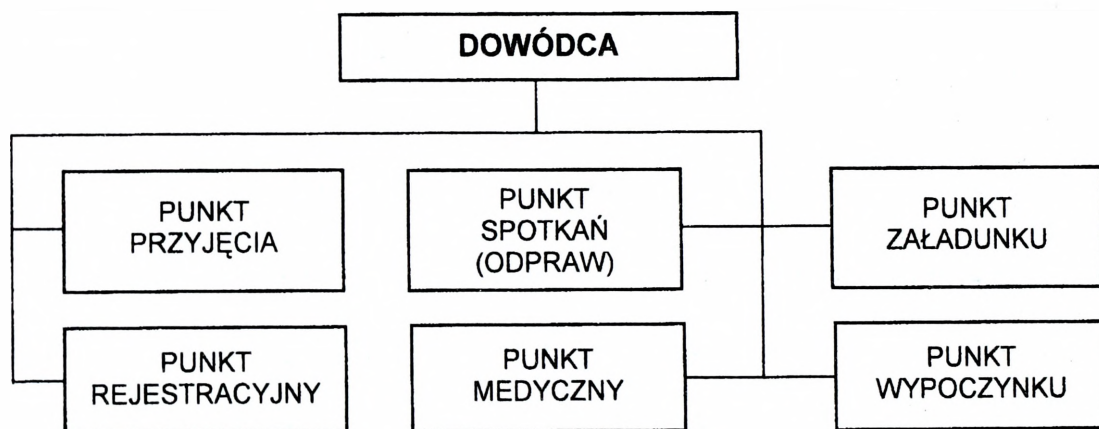 DOWÓDCA
PUNKT
PRZYJĘCIA
PUNKT
SPOTKAŃ
(ODPRAW)
PUNKT
ZAŁADUNKU
PUNKT
REJESTRACYJNY
PUNKT
MEDYCZNY
PUNKT
WYPOCZYNKU